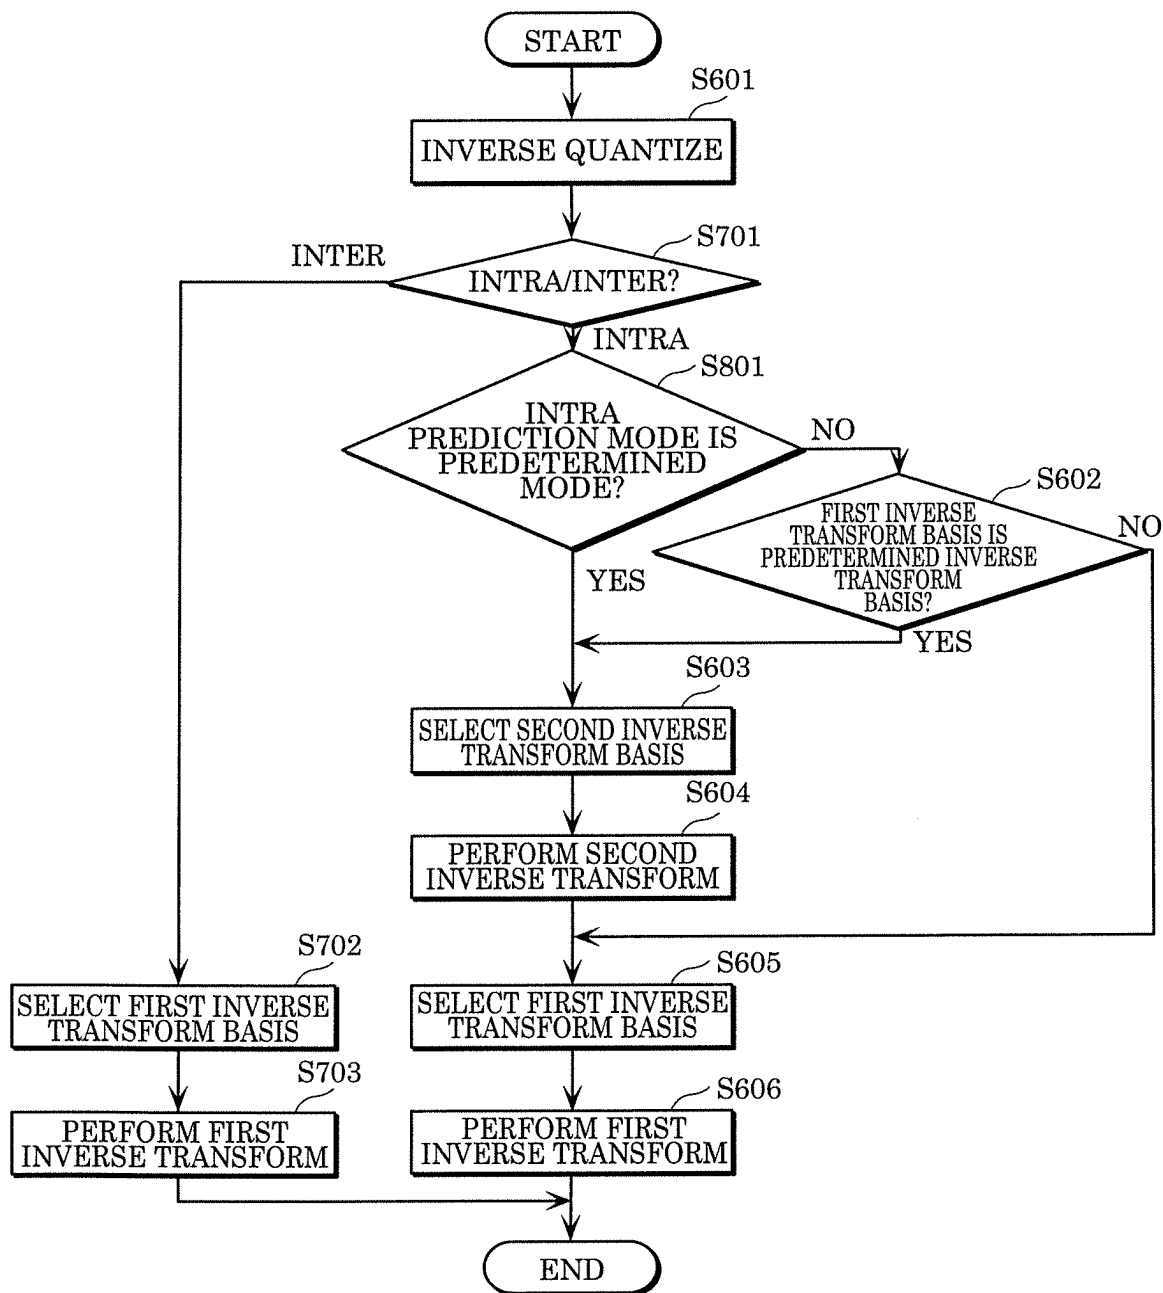 START
S601
INVERSE QUANTIZE
S701
INTER
INTRA/INTER?
INTRA
S801
INTRA
PREDICTION MODE IS
PREDETERMINED
MODE?
NO
S602
FIRST INVERSE
TRANSFORM BASIS IS
PREDETERMINED INVERSE
TRANSFORM
BASIS?
NO
YES
YES
S603
SELECT SECOND INVERSE
TRANSFORM BASIS
S604
PERFORM SECOND
INVERSE TRANSFORM
S702
SELECT FIRST INVERSE
TRANSFORM BASIS
S605
SELECT FIRST INVERSE
TRANSFORM BASIS
S703
PERFORM FIRST
INVERSE TRANSFORM
S606
PERFORM FIRST
INVERSE TRANSFORM
END